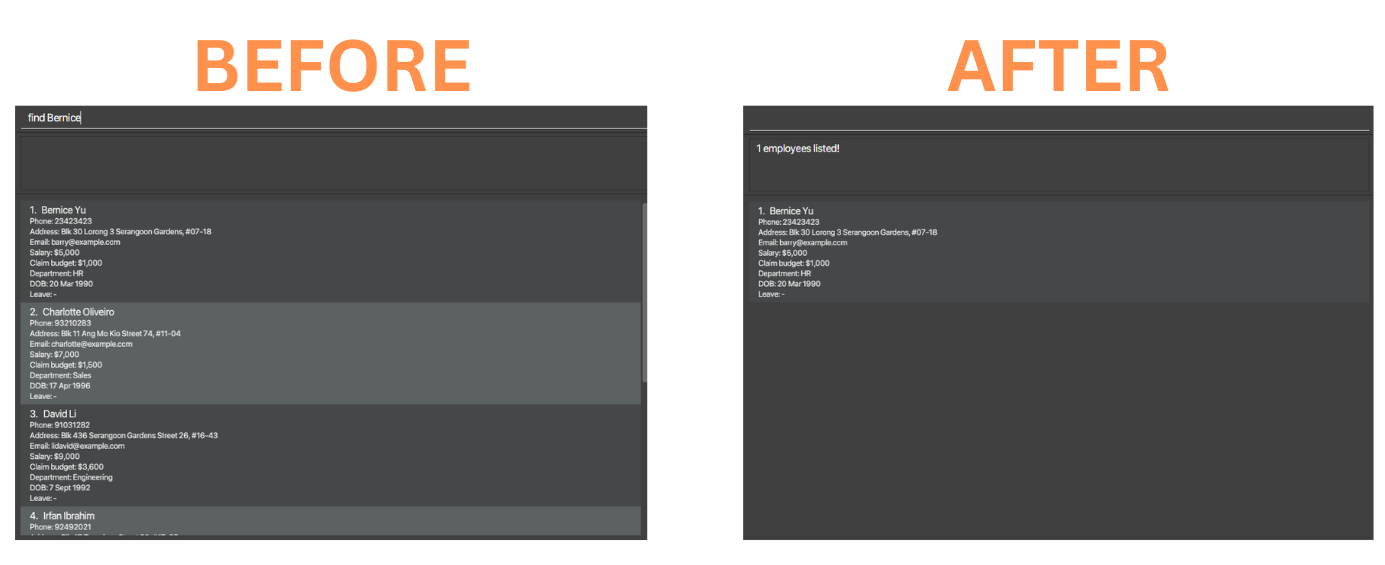 BEFORE
find Bernice
1. Bernice Yu
Phone: 23423423
Address: Blk 30 Lorong 3 Serangoon Gardens, #07-18
Email: barry@example.com
Salary: $5,000
Claim budget: $1,000
Department: HR
DOB: 20 Mar 1990
Leave: -
2. Charlotte Oliveiro
Phone: 93210283
Address: Blk 11 Ang Mo Kio Street 74, #11-04
Email: charlotte@example.com
Salary: $7,000
Claim budget: $1,500
Department: Sales
DOB: 17 Apr 1996
Leave: -
3. David Li
Phone: 91031282
Address: Blk 436 Serangoon Gardens Street 26, #16-43
Email: lidavid@example.com
Salary: $9,000
Claim budget: $3,600
Department: Engineering
DOB: 7 Sept 1992
Leave: -
4. Irfan Ibrahim
Phone: 92492021
AFTER
1 employees listed!
1. Bernice Yu
Phone: 23423423
Address: Blk 30 Lorong 3 Serangoon Gardens, #07-18
Email: barry@example.com
Salary: $5,000
Claim budget: $1,000
Department: HR
DOB: 20 Mar 1990
Leave: -